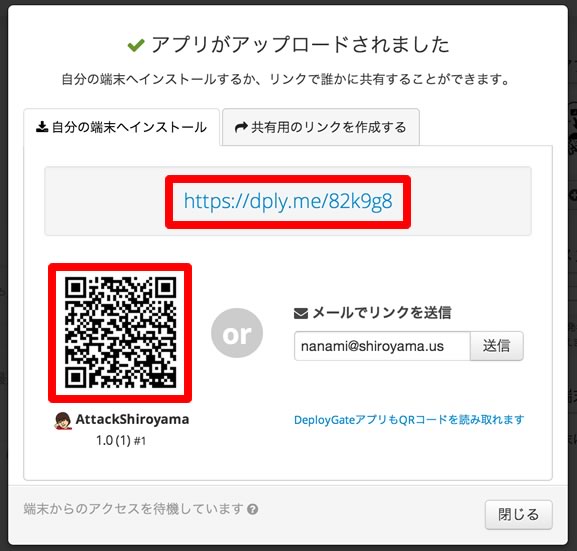 アプリがアップロードされました
自分の端末へインストールするか、リンクで誰かに共有することができます。
自分の端末へインストール
共有用のリンクを作成する
https://dply.me/82k9g8
or
メールでリンクを送信
nanami@shiroyama.us
送信
AttackShiroyama
1.0 (1) #1
DeployGateアプリもQRコードを読み取れます
端末からのアクセスを待機しています
閉じる